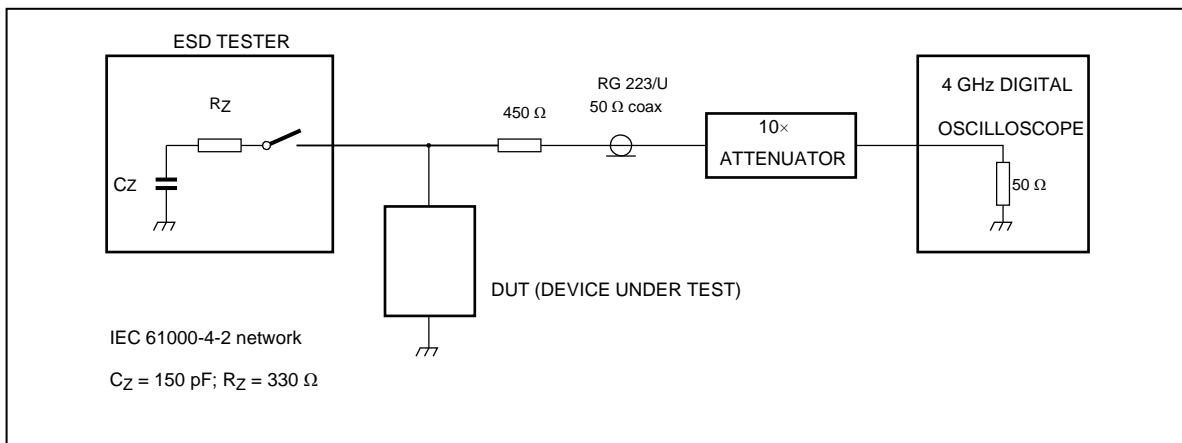 ESD TESTER
RZ
CZ
450 Ω
RG 223/U
50 Ω coax
10×
ATTENUATOR
4 GHz DIGITAL
OSCILLOSCOPE
50 Ω
DUT (DEVICE UNDER TEST)
IEC 61000-4-2 network
CZ = 150 pF; RZ = 330 Ω